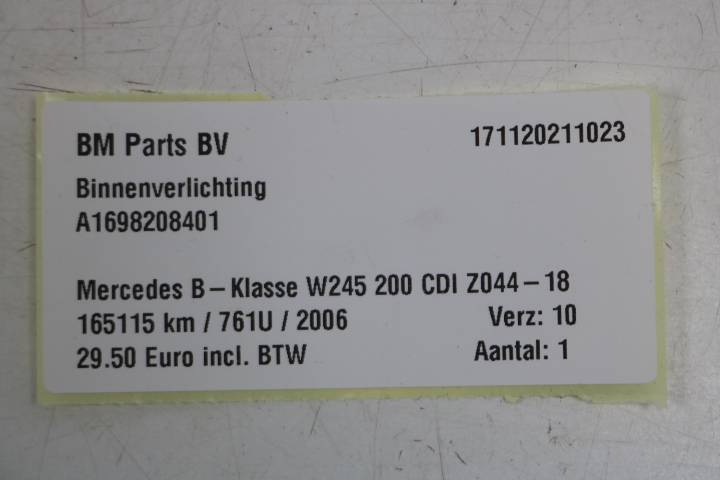 BM Parts BV 171120211023
Binnenverlichting
A1698208401
Mercedes B-Klasse W245 200 CDI Z044-18
165115 km / 761U / 2006 Verz: 10
29.50 Euro incl. BTW Aantal: 1